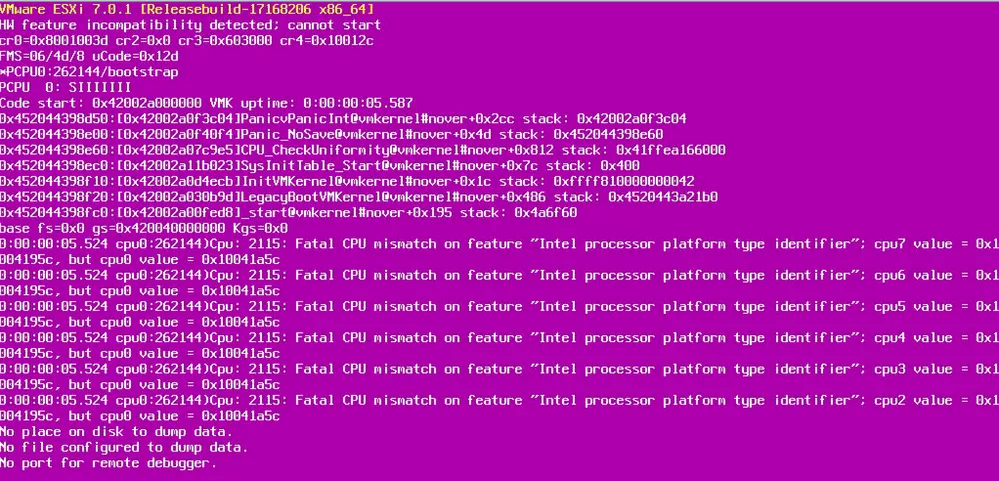 VMware ESXi 7.0.1 [Releasebuild-17168206 x86_64]
HW feature incompatibility detected; cannot start
cr0=0x8001003d cr2=0x0 cr3=0x603000 cr4=0x10012c
FMS=06/4d/8 uCode=0x12d
*PCPU0:262144/bootstrap
PCPU  0: SIIIIIII
Code start: 0x42002a000000 VMK uptime: 0:00:00:05.587
0x452044398d50:[0x42002a0f3c04]PanicvPanicInt@vmkernel#nover+0x2cc stack: 0x42002a0f3c04
0x452044398e00:[0x42002a0f40f4]Panic_NoSave@vmkernel#nover+0x4d stack: 0x452044398e60
0x452044398e60:[0x42002a07c9e5]CPU_CheckUniformity@vmkernel#nover+0x812 stack: 0x41ffea166000
0x452044398ec0:[0x42002a11b023]SysInitTable_Start@vmkernel#nover+0x7c stack: 0x400
0x452044398f10:[0x42002a0d4ecb]InitVMKernel@vmkernel#nover+0x1c stack: 0xffff810000000042
0x452044398f20:[0x42002a030b9d]LegacyBootVMKernel@vmkernel#nover+0x486 stack: 0x4520443a21b0
0x452044398fc0:[0x42002a00fed8]_start@vmkernel#nover+0x195 stack: 0x4a6f60
base fs=0x0 gs=0x420040000000 Kgs=0x0
0:00:00:05.524 cpu0:262144)Cpu: 2115: Fatal CPU mismatch on feature "Intel processor platform type identifier"; cpu7 value = 0x1
004195c, but cpu0 value = 0x10041a5c
0:00:00:05.524 cpu0:262144)Cpu: 2115: Fatal CPU mismatch on feature "Intel processor platform type identifier"; cpu6 value = 0x1
004195c, but cpu0 value = 0x10041a5c
0:00:00:05.524 cpu0:262144)Cpu: 2115: Fatal CPU mismatch on feature "Intel processor platform type identifier"; cpu5 value = 0x1
004195c, but cpu0 value = 0x10041a5c
0:00:00:05.524 cpu0:262144)Cpu: 2115: Fatal CPU mismatch on feature "Intel processor platform type identifier"; cpu4 value = 0x1
004195c, but cpu0 value = 0x10041a5c
0:00:00:05.524 cpu0:262144)Cpu: 2115: Fatal CPU mismatch on feature "Intel processor platform type identifier"; cpu3 value = 0x1
004195c, but cpu0 value = 0x10041a5c
0:00:00:05.524 cpu0:262144)Cpu: 2115: Fatal CPU mismatch on feature "Intel processor platform type identifier"; cpu2 value = 0x1
004195c, but cpu0 value = 0x10041a5c
No place on disk to dump data.
No file configured to dump data.
No port for remote debugger.